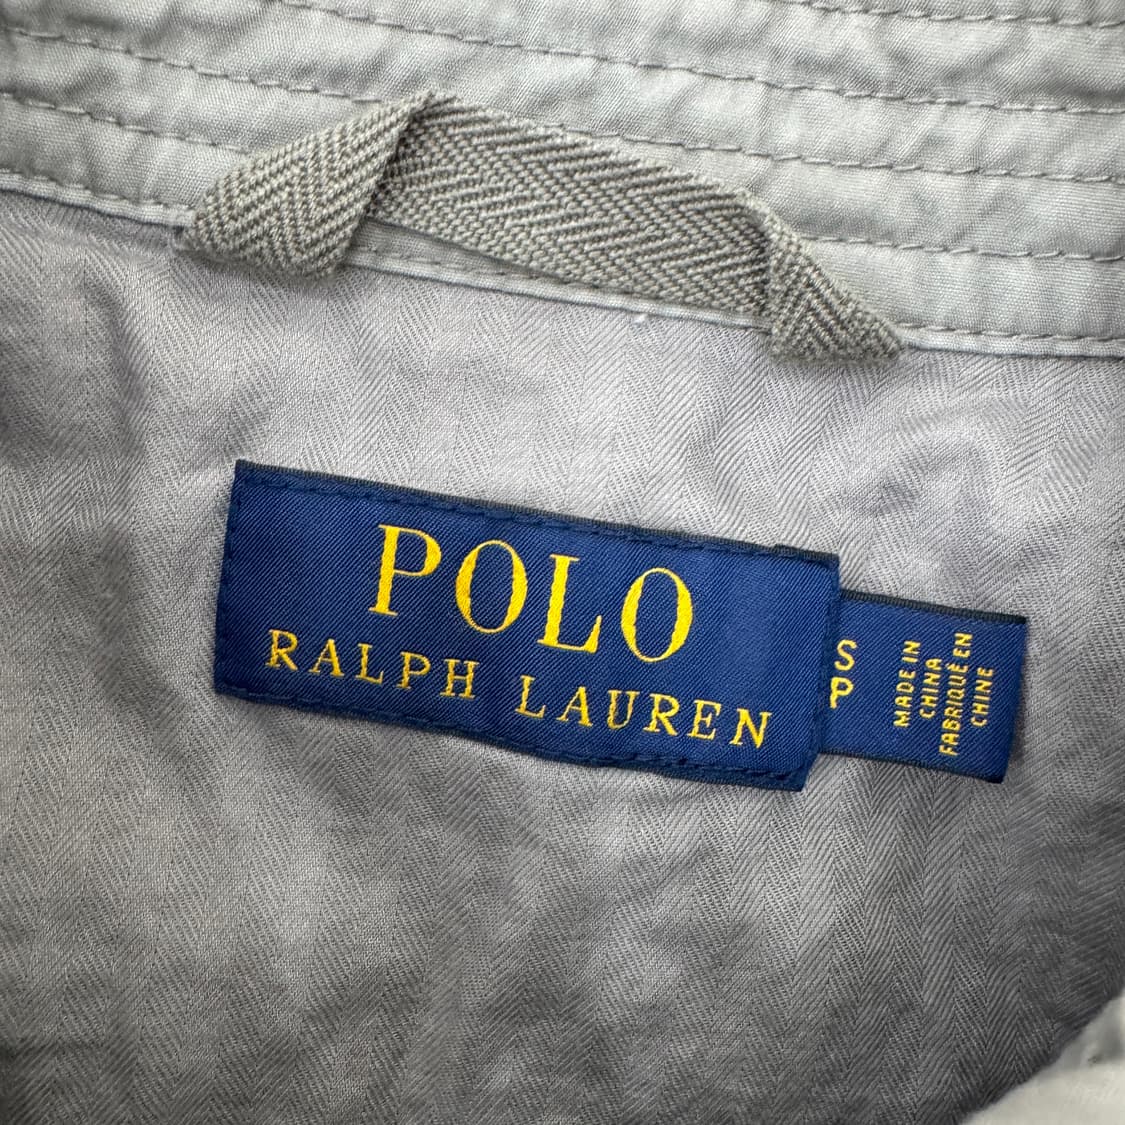 POLO
RALPH LAUREN
S
P
MADE IN
CHINA
FABRIQUÉ EN
CHINE